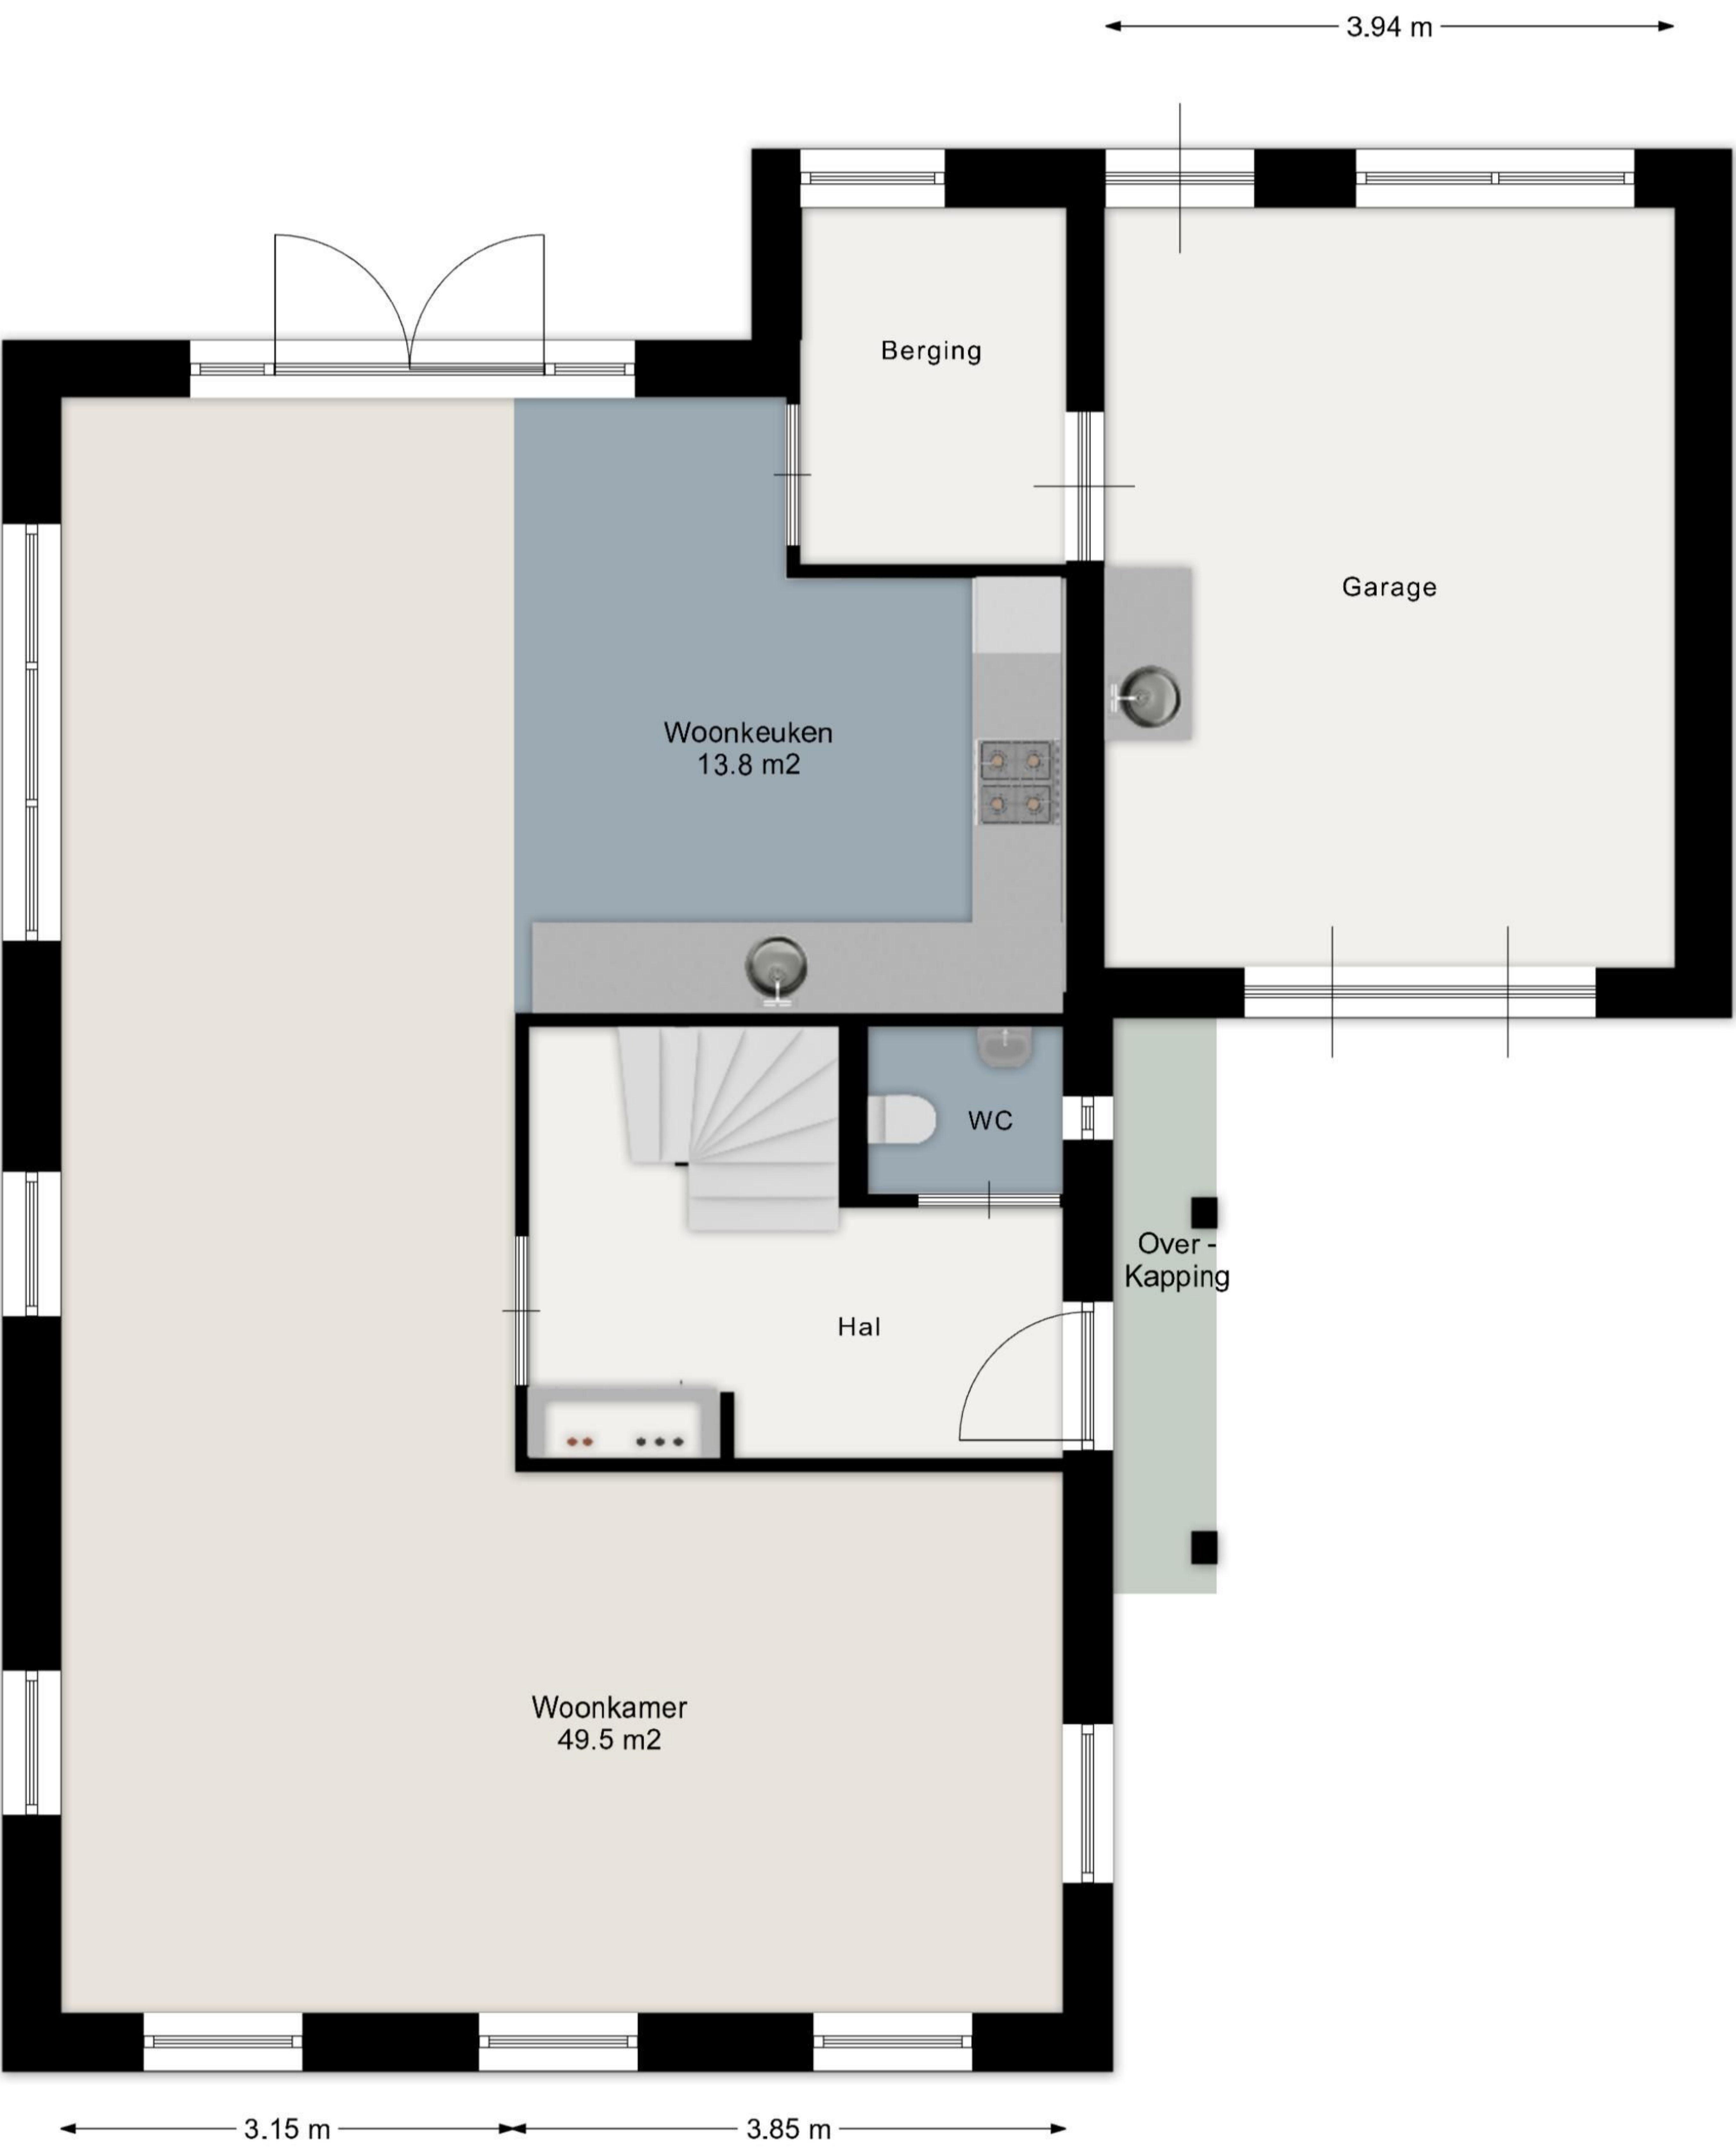 3.94 m
Berging
Garage
Woonkeuken
13.8 m2
WC
Over -
Kapping
Hal
Woonkamer
49.5 m2
3.15 m
3.85 m